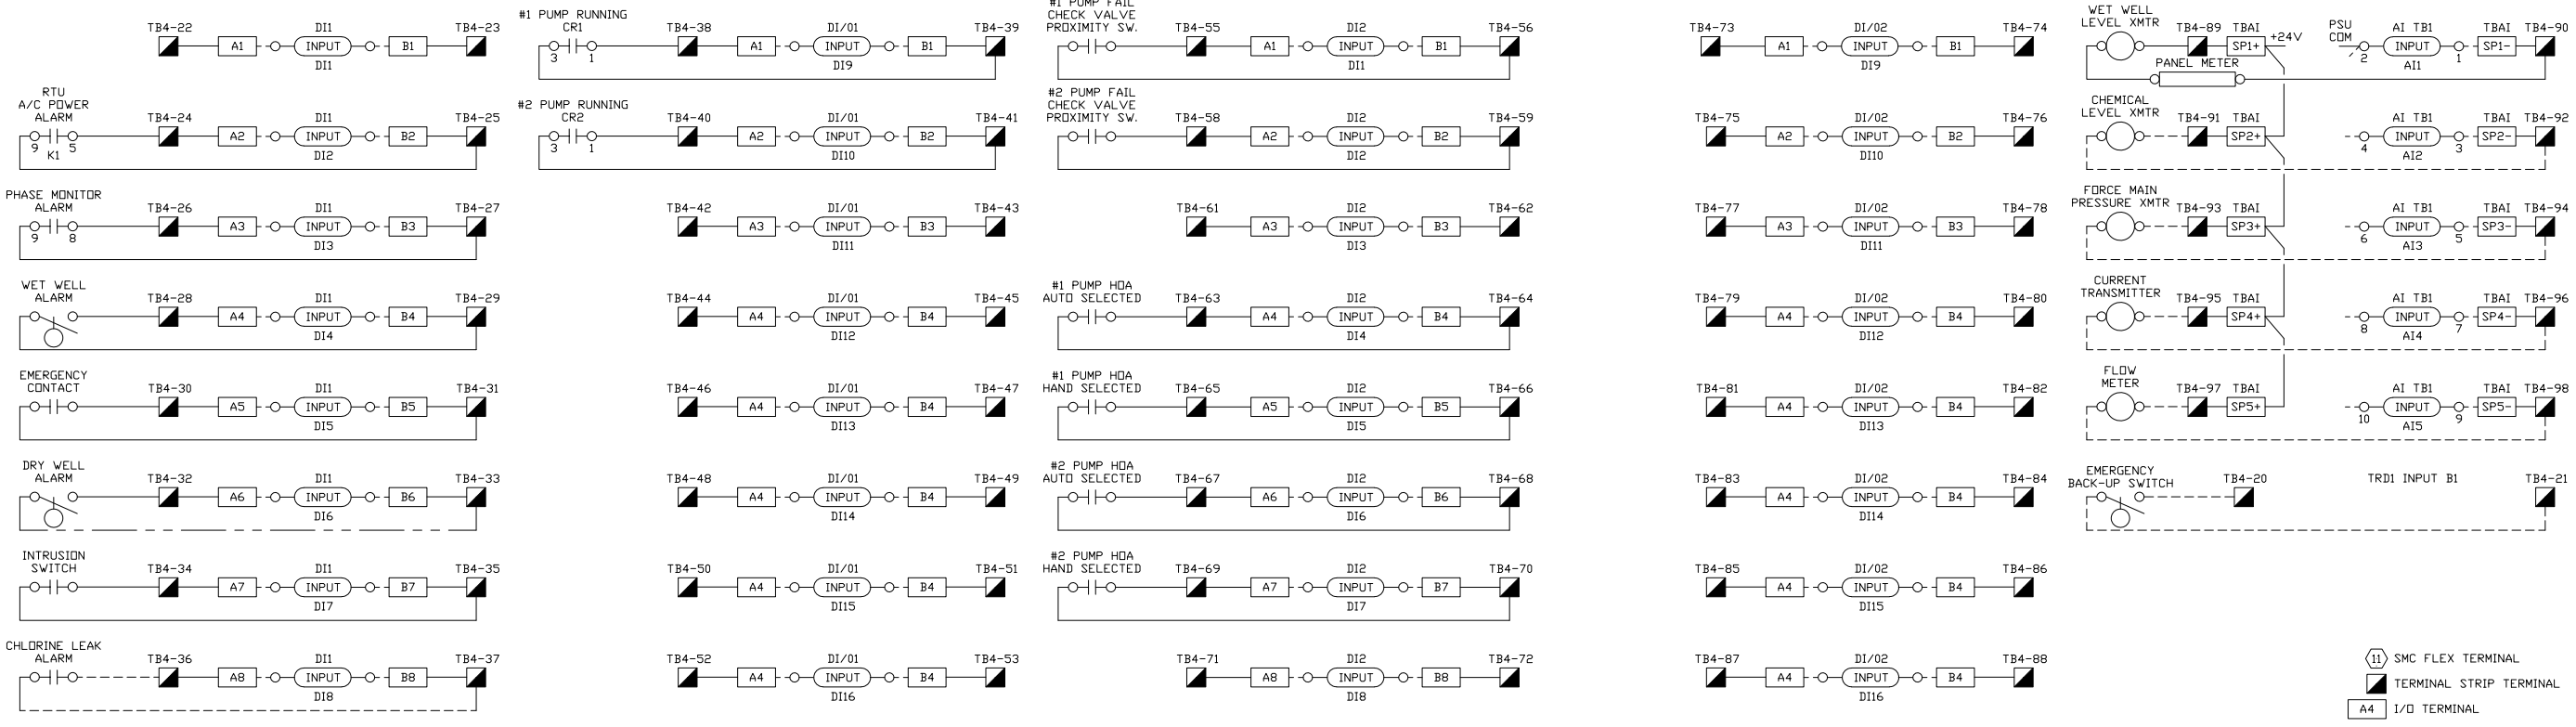 TB4-22 A1 DI1 INPUT DI1 B1 TB4-23
RTU
A/C POWER
ALARM
9 K1 5 TB4-24 A2 DI1 INPUT DI2 B2 TB4-25
PHASE MONITOR
ALARM
9 8 TB4-26 A3 DI1 INPUT DI3 B3 TB4-27
WET WELL
ALARM
TB4-28 A4 DI1 INPUT DI4 B4 TB4-29
EMERGENCY
CONTACT
TB4-30 A5 DI1 INPUT DI5 B5 TB4-31
DRY WELL
ALARM
TB4-32 A6 DI1 INPUT DI6 B6 TB4-33
INTRUSION
SWITCH
TB4-34 A7 DI1 INPUT DI7 B7 TB4-35
CHLORINE LEAK
ALARM
TB4-36 A8 DI1 INPUT DI8 B8 TB4-37
#1 PUMP RUNNING
CR1
3 1 TB4-38 A1 DI/01 INPUT DI9 B1 TB4-39
#2 PUMP RUNNING
CR2
3 1 TB4-40 A2 DI/01 INPUT DI10 B2 TB4-41
TB4-42 A3 DI/01 INPUT DI11 B3 TB4-43
TB4-44 A4 DI/01 INPUT DI12 B4 TB4-45
TB4-46 A4 DI/01 INPUT DI13 B4 TB4-47
TB4-48 A4 DI/01 INPUT DI14 B4 TB4-49
TB4-50 A4 DI/01 INPUT DI15 B4 TB4-51
TB4-52 A4 DI/01 INPUT DI16 B4 TB4-53
#1 PUMP FAIL
CHECK VALVE
PROXIMITY SW.
TB4-55 A1 DI2 INPUT DI1 B1 TB4-56
#2 PUMP FAIL
CHECK VALVE
PROXIMITY SW.
TB4-58 A2 DI2 INPUT DI2 B2 TB4-59
TB4-61 A3 DI2 INPUT DI3 B3 TB4-62
#1 PUMP HOA
AUTO SELECTED
TB4-63 A4 DI2 INPUT DI4 B4 TB4-64
#1 PUMP HOA
HAND SELECTED
TB4-65 A5 DI2 INPUT DI5 B5 TB4-66
#2 PUMP HOA
AUTO SELECTED
TB4-67 A6 DI2 INPUT DI6 B6 TB4-68
#2 PUMP HOA
HAND SELECTED
TB4-69 A7 DI2 INPUT DI7 B7 TB4-70
TB4-71 A8 DI2 INPUT DI8 B8 TB4-72
TB4-73 A1 DI/02 INPUT DI9 B1 TB4-74
TB4-75 A2 DI/02 INPUT DI10 B2 TB4-76
TB4-77 A3 DI/02 INPUT DI11 B3 TB4-78
TB4-79 A4 DI/02 INPUT DI12 B4 TB4-80
TB4-81 A4 DI/02 INPUT DI13 B4 TB4-82
TB4-83 A4 DI/02 INPUT DI14 B4 TB4-84
TB4-85 A4 DI/02 INPUT DI15 B4 TB4-86
TB4-87 A4 DI/02 INPUT DI16 B4 TB4-88
WET WELL
LEVEL XMTR
TB4-89 TBAI SP1+ +24V PSU COM 2 AI TB1 INPUT AI1 1 TBAI SP1- TB4-90
PANEL METER
CHEMICAL
LEVEL XMTR
TB4-91 TBAI SP2+ 4 AI TB1 INPUT AI2 3 TBAI SP2- TB4-92
FORCE MAIN
PRESSURE XMTR
TB4-93 TBAI SP3+ 6 AI TB1 INPUT AI3 5 TBAI SP3- TB4-94
CURRENT
TRANSMITTER
TB4-95 TBAI SP4+ 8 AI TB1 INPUT AI4 7 TBAI SP4- TB4-96
FLOW
METER
TB4-97 TBAI SP5+ 10 AI TB1 INPUT AI5 9 TBAI SP5- TB4-98
EMERGENCY
BACK-UP SWITCH
TB4-20 TRD1 INPUT B1 TB4-21
11 SMC FLEX TERMINAL
TERMINAL STRIP TERMINAL
A4 I/O TERMINAL